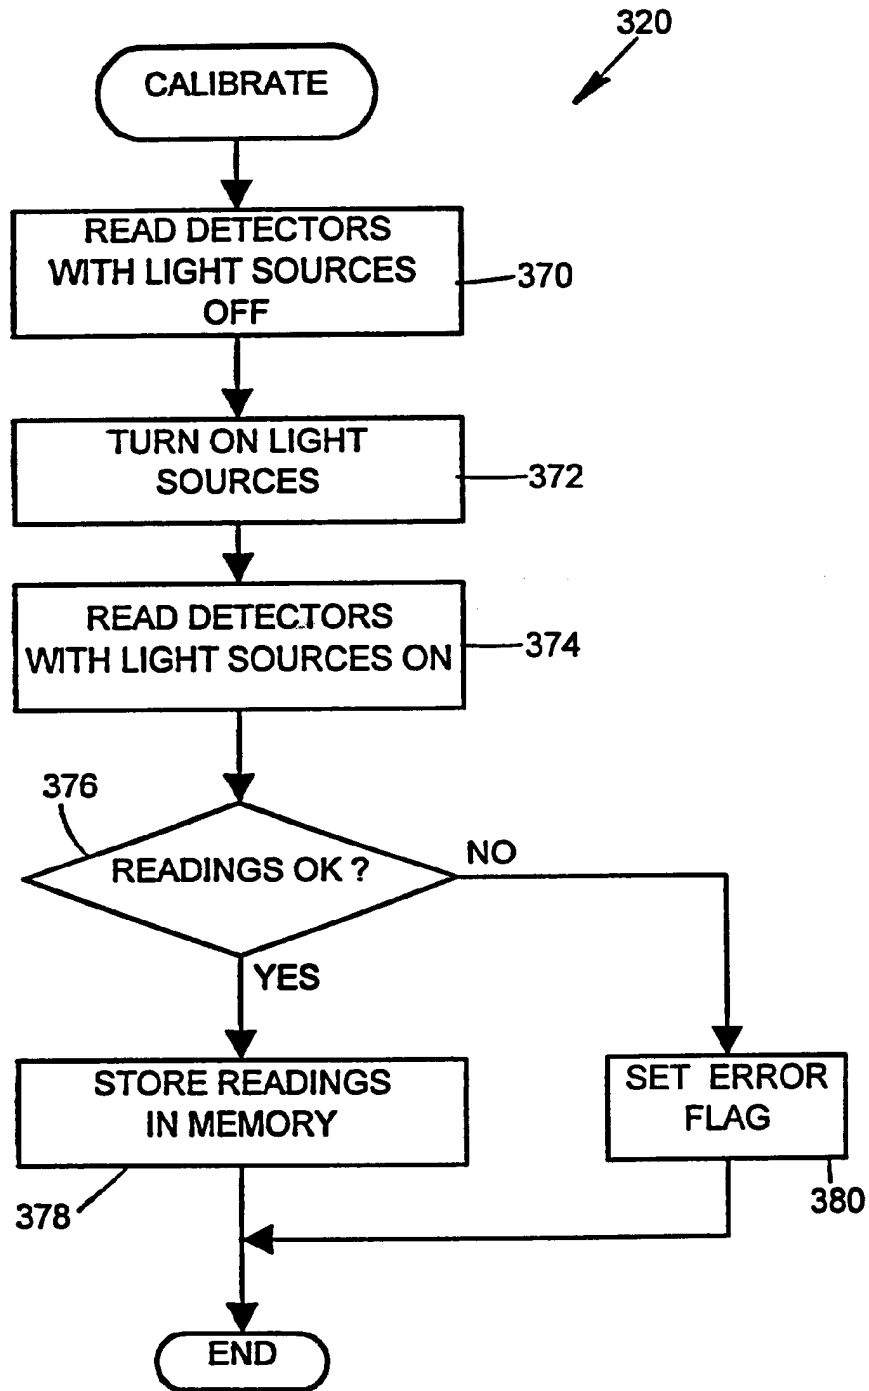 320
CALIBRATE
READ DETECTORS
WITH LIGHT SOURCES
OFF
370
TURN ON LIGHT
SOURCES
372
READ DETECTORS
WITH LIGHT SOURCES ON
374
376
READINGS OK ?
NO
YES
STORE READINGS
IN MEMORY
378
SET ERROR
FLAG
380
END